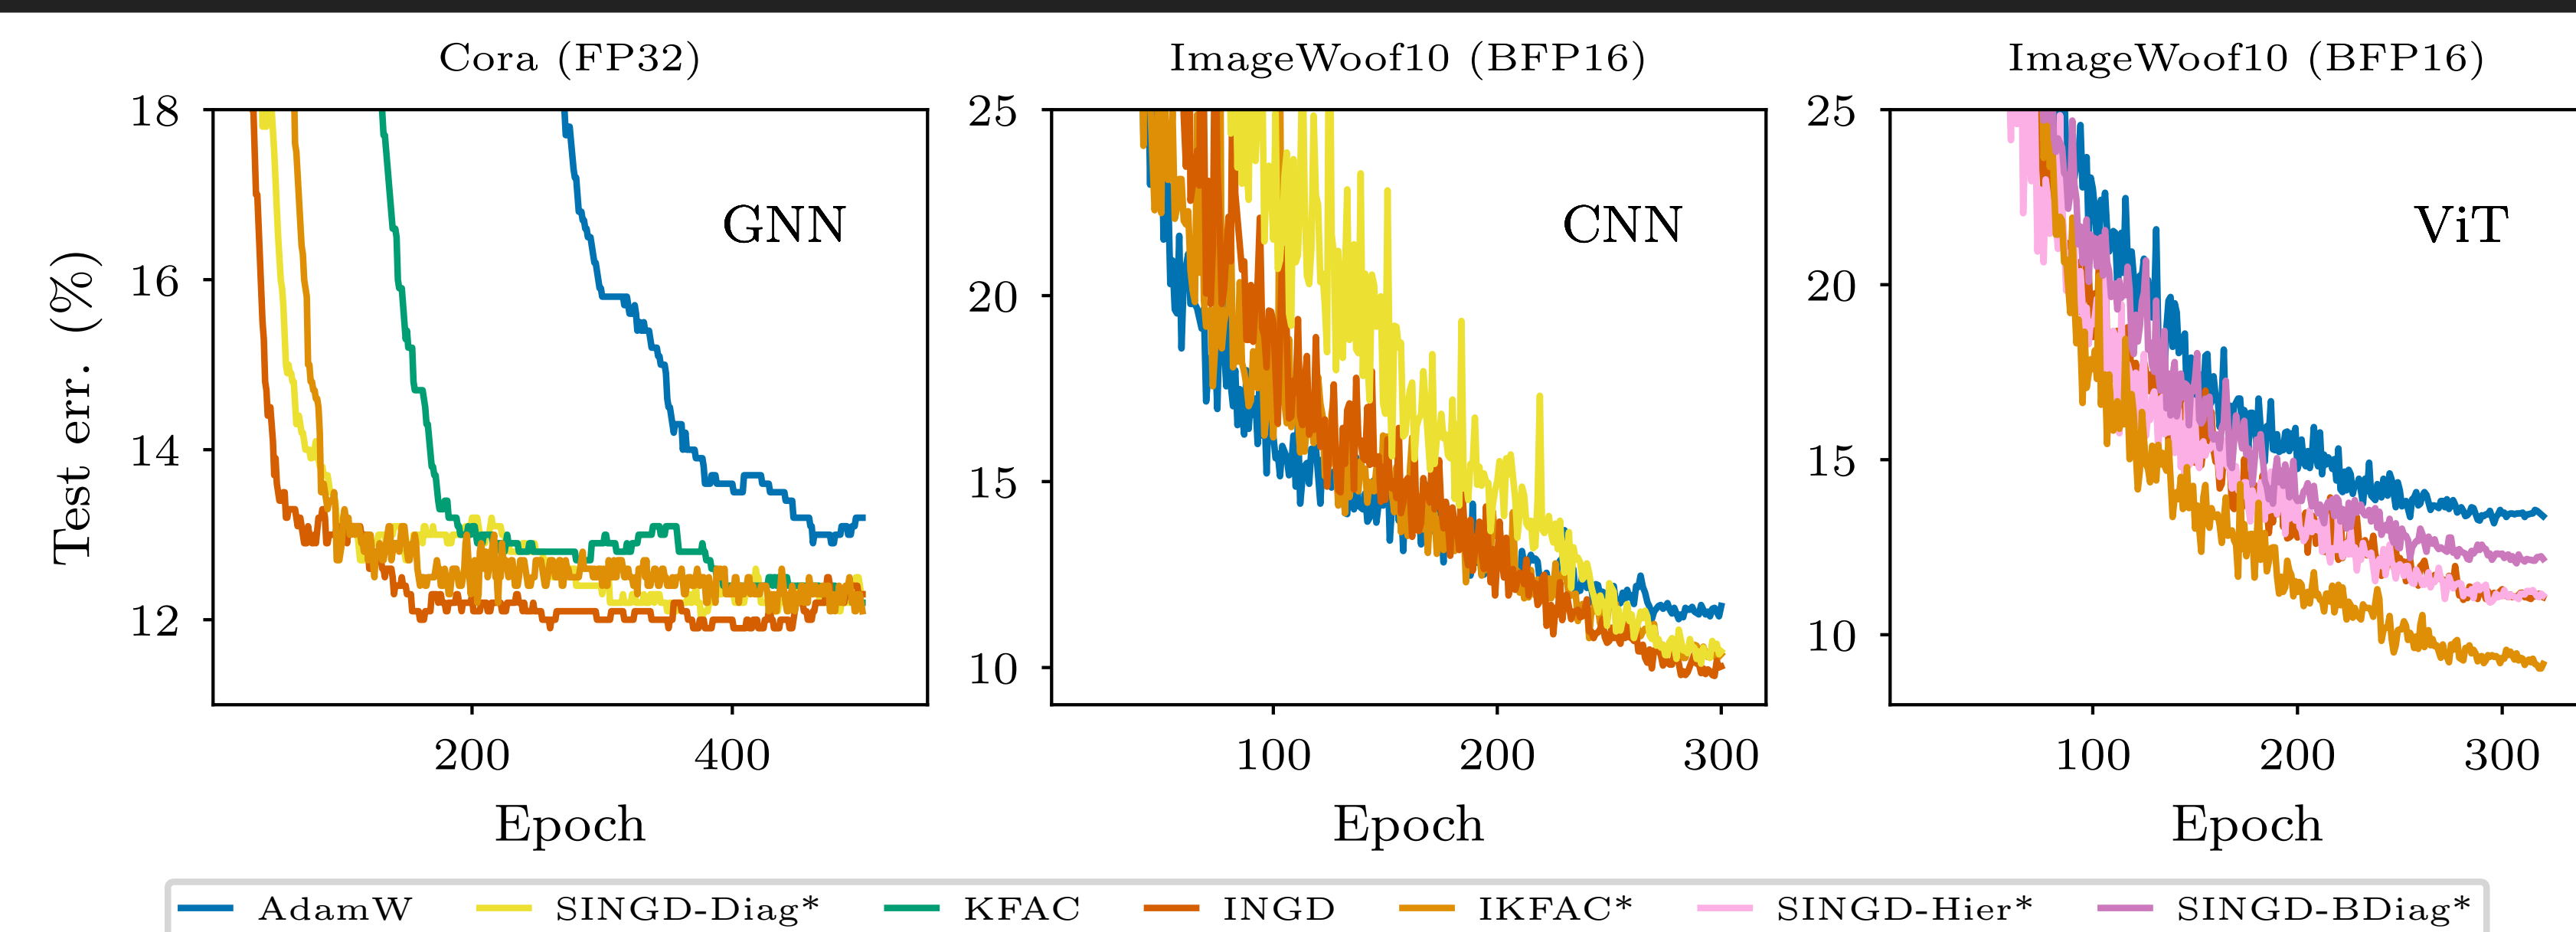 Cora (FP32)
ImageWoof10 (BFP16)
ImageWoof10 (BFP16)
18
16
14
12
Test err. (%)
GNN
200 400
Epoch
25
20
15
10
CNN
100 200 300
Epoch
25
20
15
10
ViT
100 200 300
Epoch
AdamW SINGD-Diag* KFAC INGD IKFAC* SINGD-Hier* SINGD-BDiag*